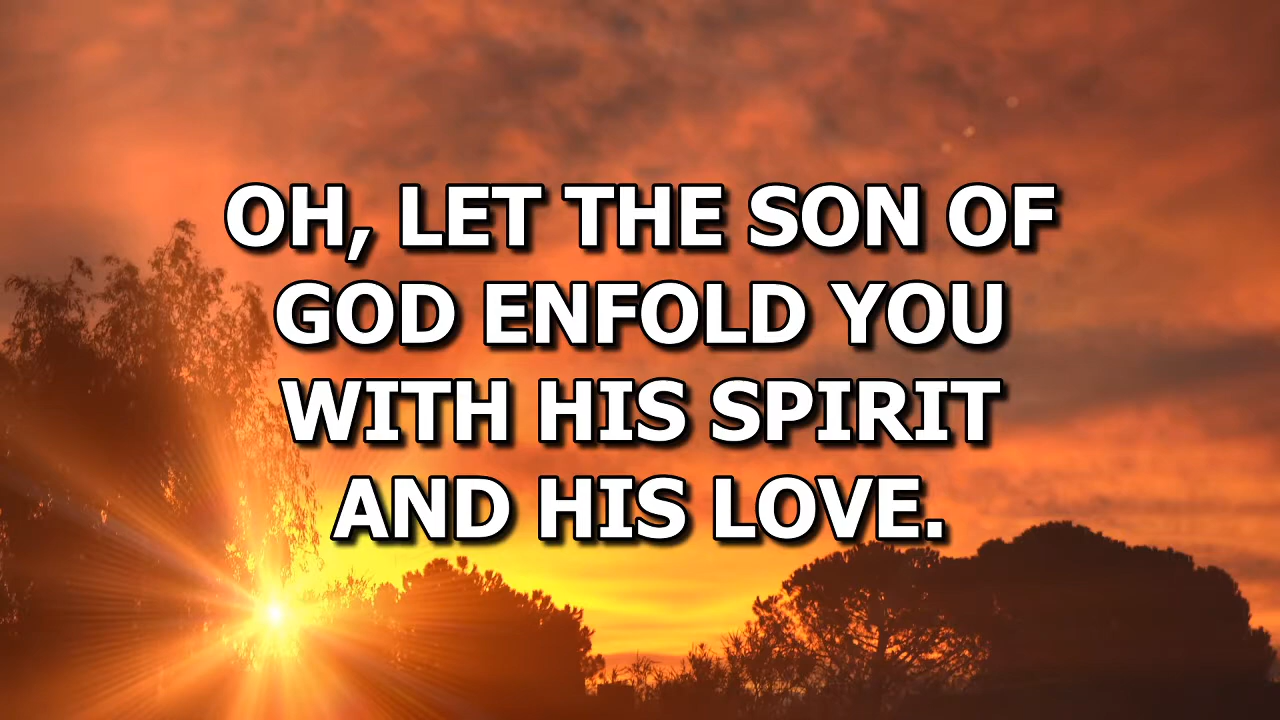 OH, LET THE SON OF
GOD ENFOLD YOU
WITH HIS SPIRIT
AND HIS LOVE.